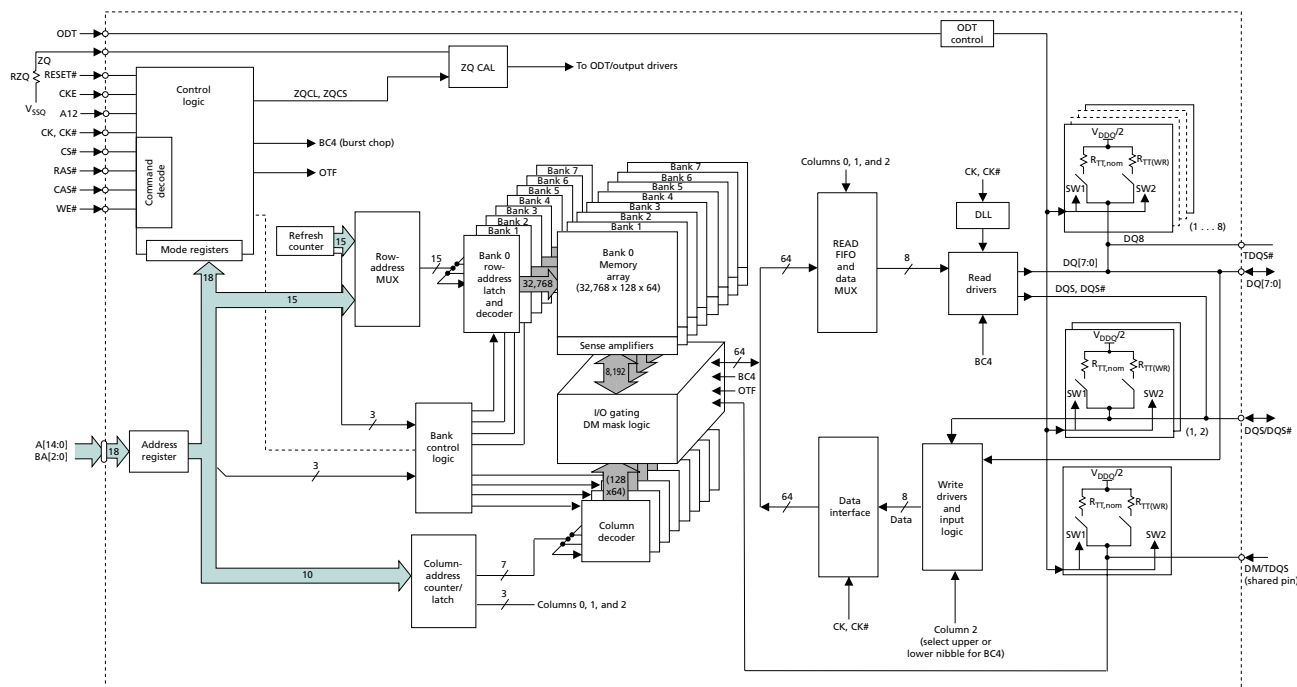 ODT
ODT
control
ZQ
RZQ
VSSQ
ZQ CAL
To ODT/output drivers
RESET#
CKE
A12
CK, CK#
CS#
RAS#
CAS#
WE#
Control
logic
Command
decode
Mode registers
ZQCL, ZQCS
BC4 (burst chop)
OTF
Refresh
counter
15
18
15
Row-
address
MUX
15
Bank 7
Bank 6
Bank 5
Bank 4
Bank 3
Bank 2
Bank 1
Bank 0
row-
address
latch
and
decoder
32,768
Bank 7
Bank 6
Bank 5
Bank 4
Bank 3
Bank 2
Bank 1
Bank 0
Memory
array
(32,768 x 128 x 64)
Sense amplifiers
8,192
I/O gating
DM mask logic
64
BC4
OTF
(128
x64)
Column
decoder
3
3
Bank
control
logic
A[14:0]
BA[2:0]
18
Address
register
10
Column-
address
counter/
latch
7
3
Columns 0, 1, and 2
Columns 0, 1, and 2
64
READ
FIFO
and
data
MUX
8
CK, CK#
DLL
Read
drivers
BC4
DQ8
DQ[7:0]
DQS, DQS#
64
Data
interface
8
Data
Write
drivers
and
input
logic
CK, CK#
Column 2
(select upper or
lower nibble for BC4)
VDDQ/2
RTT,nom
RTT(WR)
SW1
SW2
(1 . . . 8)
TDQS#
DQ[7:0]
VDDQ/2
RTT,nom
RTT(WR)
SW1
SW2
(1, 2)
DQS/DQS#
VDDQ/2
RTT,nom
RTT(WR)
SW1
SW2
DM/TDQS
(shared pin)